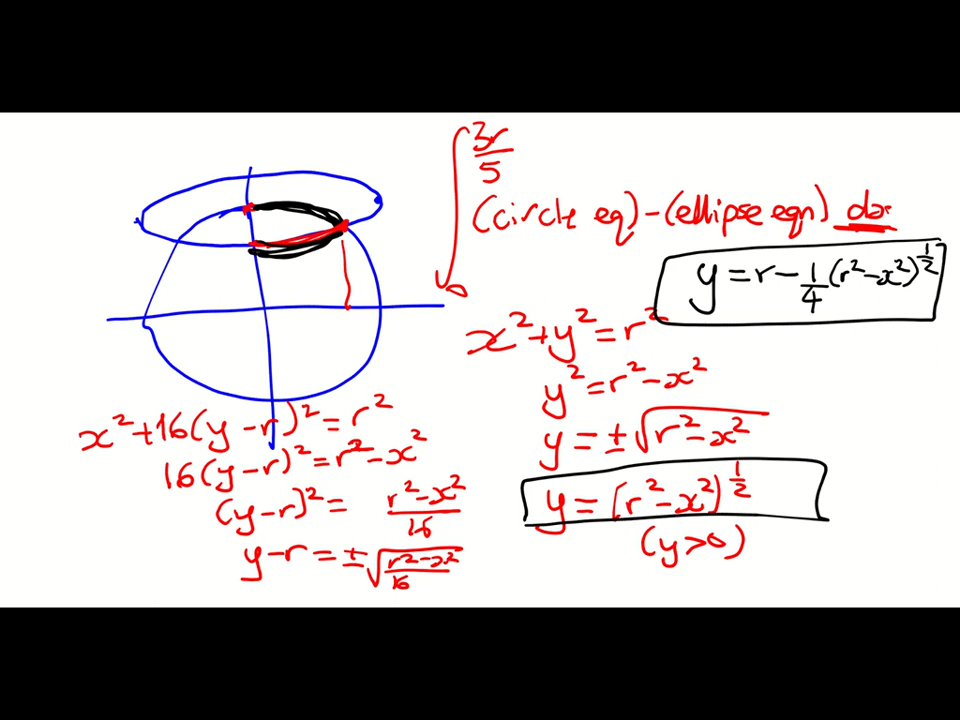 ∫₀^(3r/5) (circle eq) - (ellipse eqn) dx
y = r - 1/4 (r² - x²)^(1/2)
x² + y² = r²
y² = r² - x²
y = ± √(r² - x²)
y = (r² - x²)^(1/2)
(y > 0)
x² + 16(y - r)² = r²
16(y - r)² = r² - x²
(y - r)² = (r² - x²)/16
y - r = ± √((r² - x²)/16)